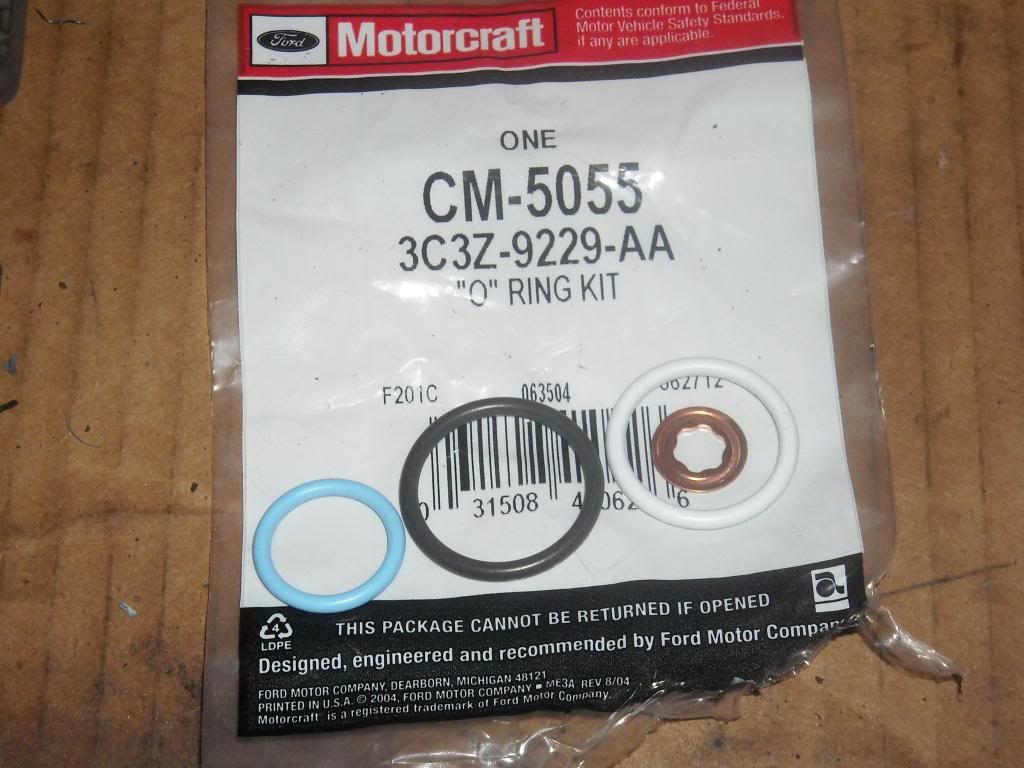 Ford Motorcraft
Contents conform to Federal
Motor Vehicle Safety Standards,
if any are applicable.
ONE
CM-5055
3C3Z-9229-AA
"O" RING KIT
F201C 063504
0 31508 6
THIS PACKAGE CANNOT BE RETURNED IF OPENED
4
LDPE
Designed, engineered and recommended by Ford Motor Company
FORD MOTOR COMPANY, DEARBORN, MICHIGAN 48121
PRINTED IN U.S.A. © 2004, FORD MOTOR COMPANY ▪ ME3A REV 8/04
Motorcraft® is a registered trademark of Ford Motor Company.